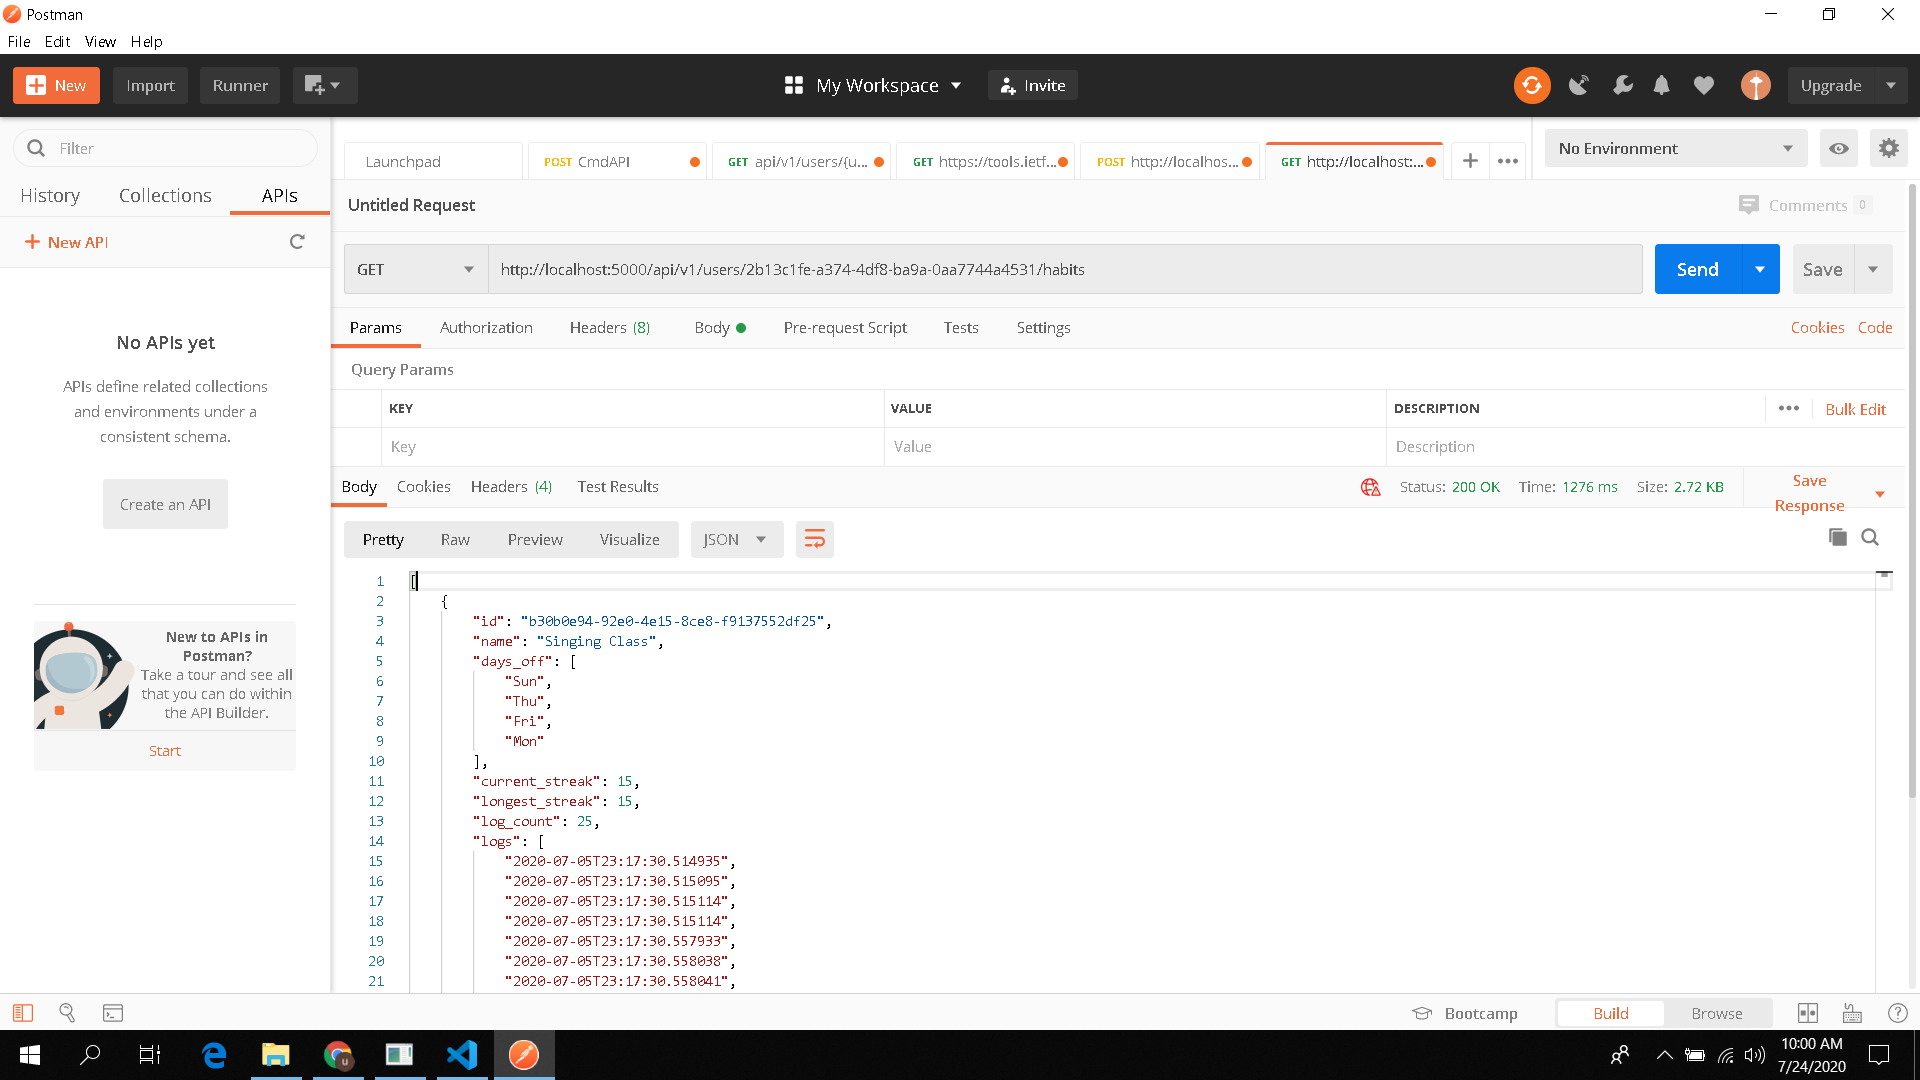 Postman
File Edit View Help
New Import Runner My Workspace Invite Upgrade
Filter
History Collections APIs
New API
No APIs yet
APIs define related collections
and environments under a
consistent schema.
Create an API
New to APIs in
Postman?
Take a tour and see all
that you can do within
the API Builder.
Start
Launchpad POST CmdAPI GET api/v1/users/{u... GET https://tools.ietf... POST http://localhos... GET http://localhost:... No Environment
Untitled Request Comments 0
GET http://localhost:5000/api/v1/users/2b13c1fe-a374-4df8-ba9a-0aa7744a4531/habits Send Save
Params Authorization Headers (8) Body Pre-request Script Tests Settings Cookies Code
Query Params
KEY VALUE DESCRIPTION Bulk Edit
Key Value Description
Body Cookies Headers (4) Test Results Status: 200 OK Time: 1276 ms Size: 2.72 KB Save Response
Pretty Raw Preview Visualize JSON
1 [
2 {
3 "id": "b30b0e94-92e0-4e15-8ce8-f9137552df25",
4 "name": "Singing Class",
5 "days_off": [
6 "Sun",
7 "Thu",
8 "Fri",
9 "Mon"
10 ],
11 "current_streak": 15,
12 "longest_streak": 15,
13 "log_count": 25,
14 "logs": [
15 "2020-07-05T23:17:30.514935",
16 "2020-07-05T23:17:30.515095",
17 "2020-07-05T23:17:30.515114",
18 "2020-07-05T23:17:30.515114",
19 "2020-07-05T23:17:30.557933",
20 "2020-07-05T23:17:30.558038",
21 "2020-07-05T23:17:30.558041",
Bootcamp Build Browse
10:00 AM
7/24/2020